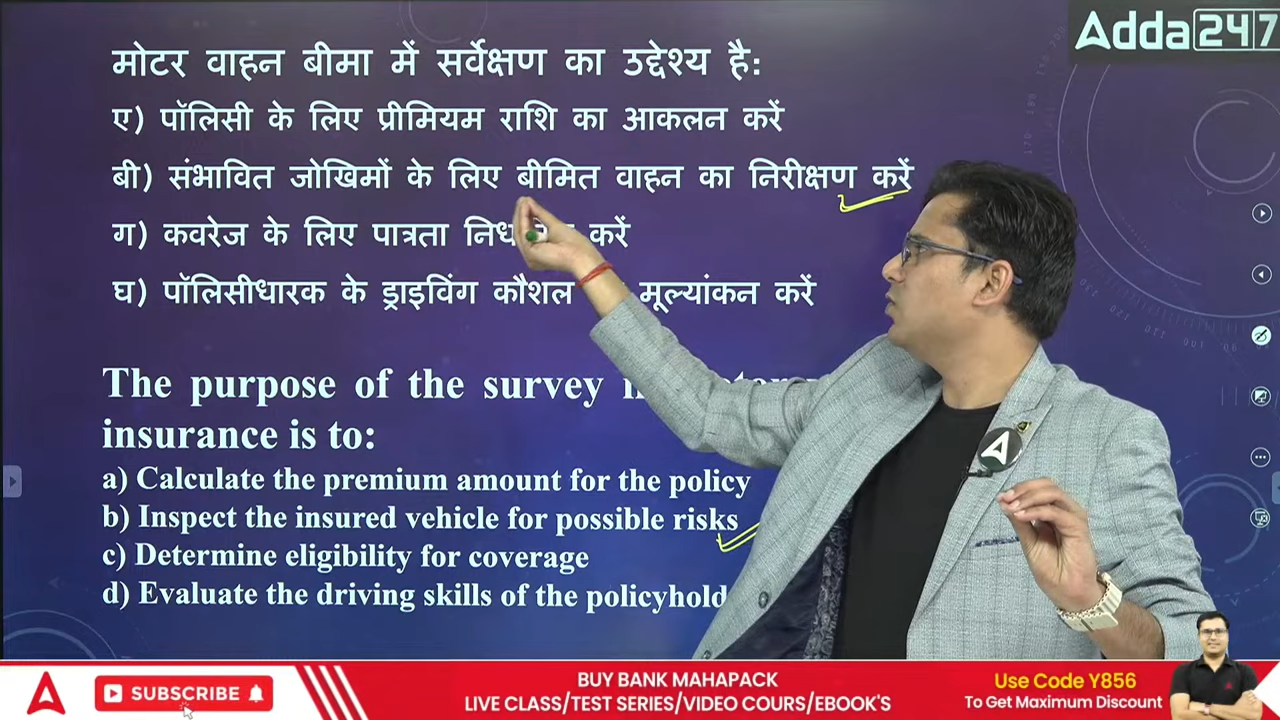 Adda247
मोटर वाहन बीमा में सर्वेक्षण का उद्देश्य है:
ए) पॉलिसी के लिए प्रीमियम राशि का आकलन करें
बी) संभावित जोखिमों के लिए बीमित वाहन का निरीक्षण करें
ग) कवरेज के लिए पात्रता करें
घ) पॉलिसीधारक के ड्राइविंग कौशल मूल्यांकन करें
The purpose of the survey
insurance is to:
a) Calculate the premium amount for the policy
b) Inspect the insured vehicle for possible risks
c) Determine eligibility for coverage
d) Evaluate the driving skills of the policyhold
SUBSCRIBE
BUY BANK MAHAPACK
LIVE CLASS/TEST SERIES/VIDEO COURS/EBOOK'S
Use Code Y856
To Get Maximum Discount